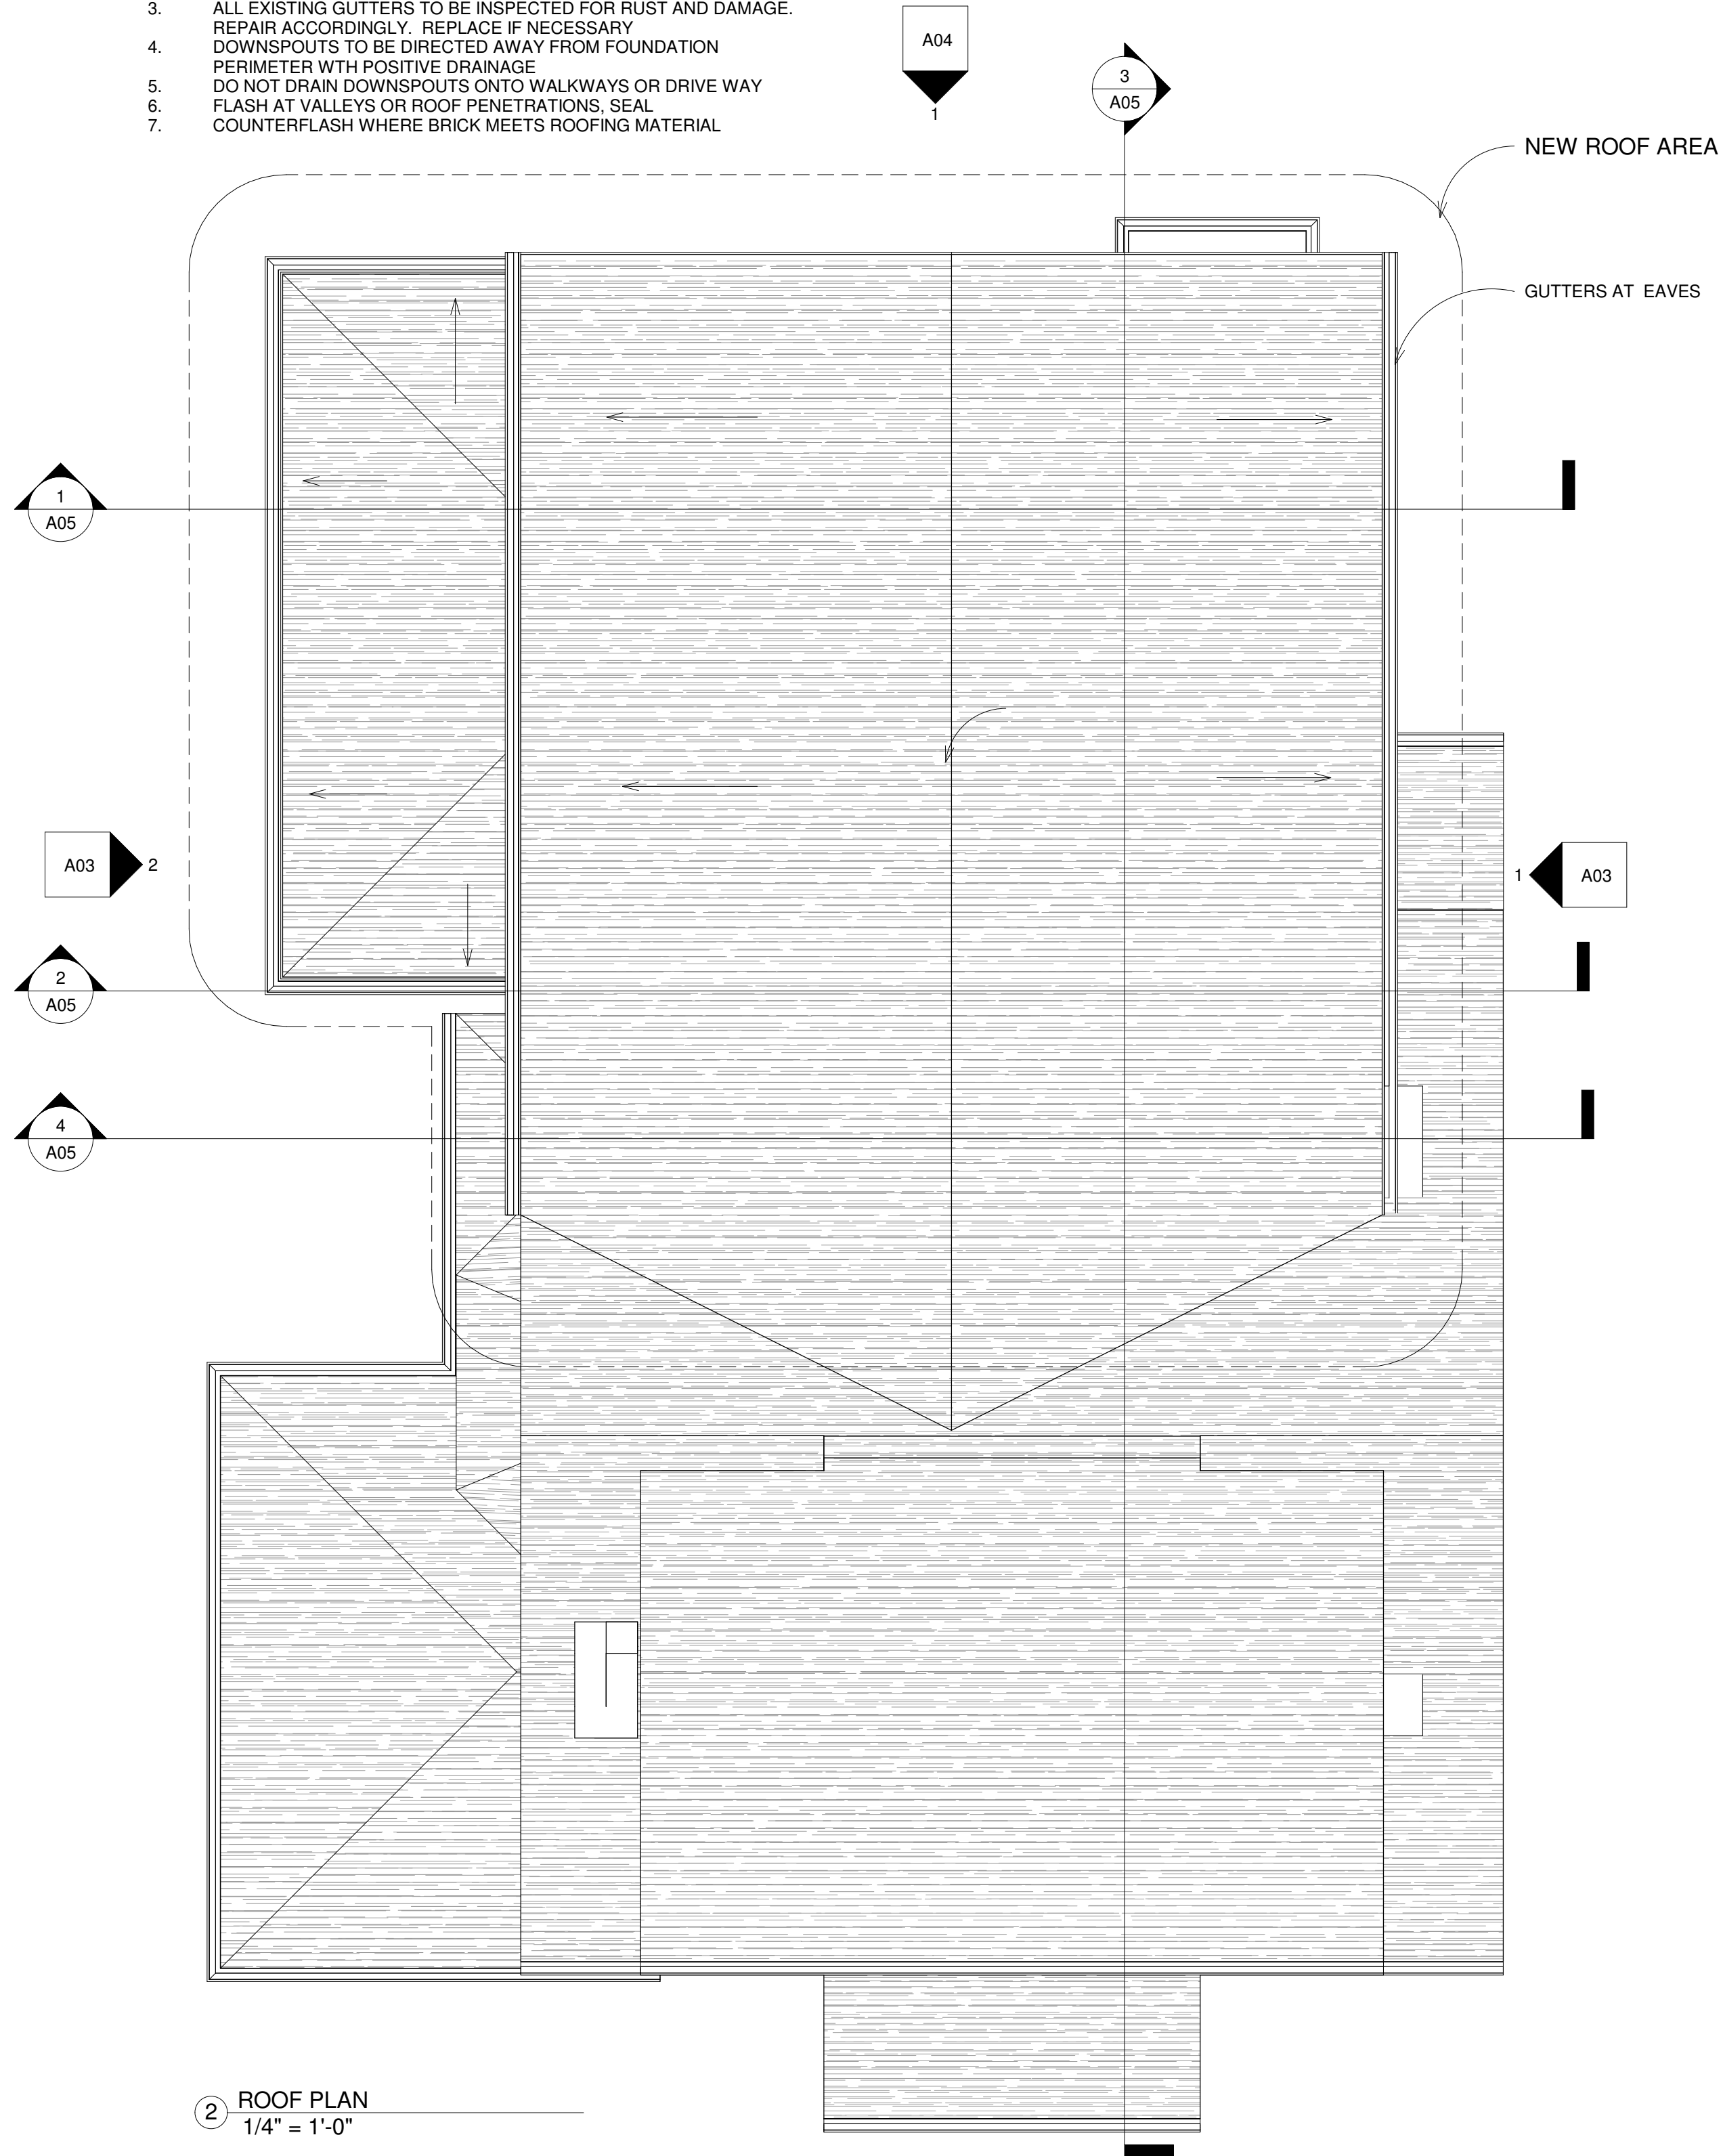 3. ALL EXISTING GUTTERS TO BE INSPECTED FOR RUST AND DAMAGE.
REPAIR ACCORDINGLY. REPLACE IF NECESSARY
4. DOWNSPOUTS TO BE DIRECTED AWAY FROM FOUNDATION
PERIMETER WTH POSITIVE DRAINAGE
5. DO NOT DRAIN DOWNSPOUTS ONTO WALKWAYS OR DRIVE WAY
6. FLASH AT VALLEYS OR ROOF PENETRATIONS, SEAL
7. COUNTERFLASH WHERE BRICK MEETS ROOFING MATERIAL
A04
1
3
A05
NEW ROOF AREA
GUTTERS AT EAVES
1
A05
A03 2
1 A03
2
A05
4
A05
2 ROOF PLAN
1/4" = 1'-0"